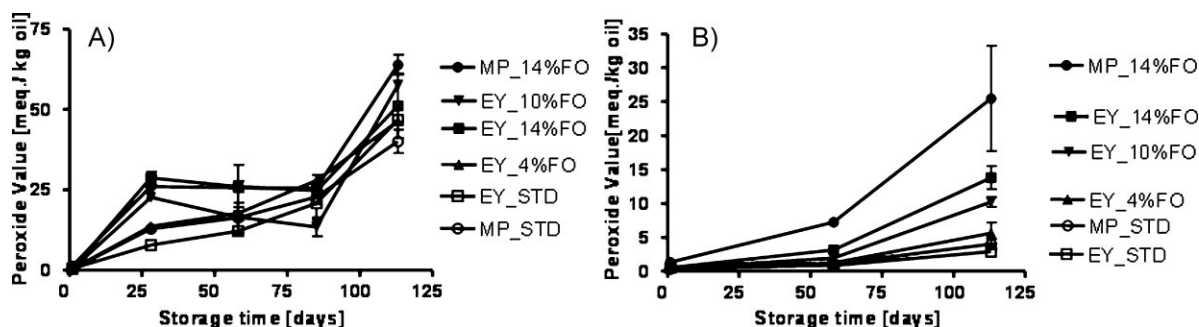 A)
Peroxide Value [meq./ kg oil]
75
50
25
0
0
25
50
75
100
125
Storage time [days]
MP_14%FO
EY_10%FO
EY_14%FO
EY_4%FO
EY_STD
MP_STD
B)
Peroxide Value[meq./kg oil]
35
30
25
20
15
10
5
0
0
25
50
75
100
125
Storage time [days]
MP_14%FO
EY_14%FO
EY_10%FO
EY_4%FO
MP_STD
EY_STD